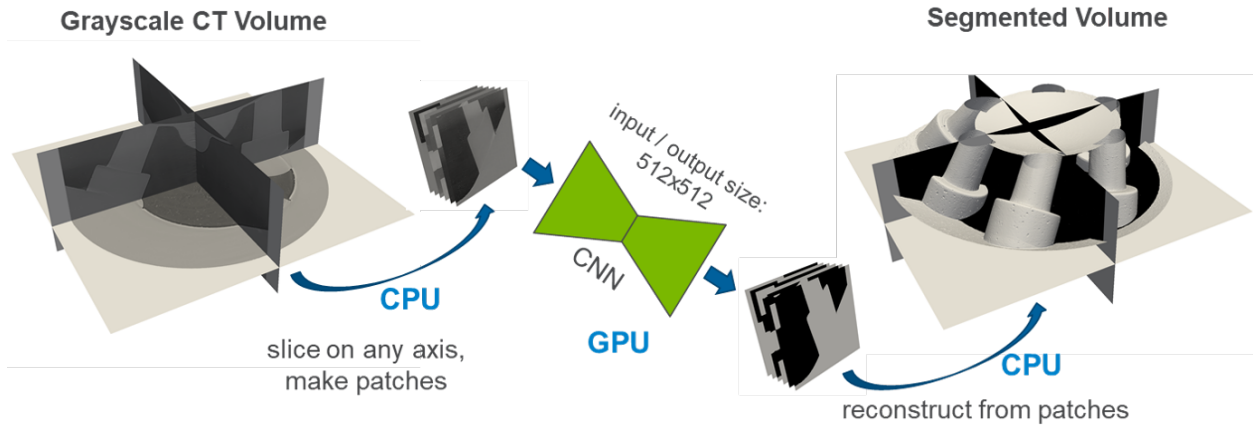 Grayscale CT Volume
Segmented Volume
input / output size:
512x512
CNN
CPU
GPU
CPU
slice on any axis,
make patches
reconstruct from patches